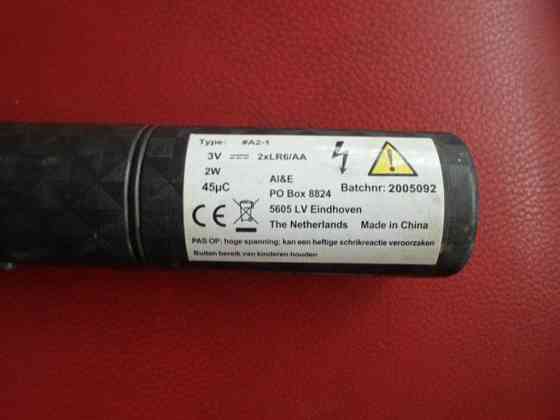 Type: #A2-1
3V 2xLR6/AA
2W
45µC
AI&E
PO Box 8824
Batchnr: 2005092
5605 LV Eindhoven
CE
The Netherlands Made in China
PAS OP: hoge spanning; kan een heftige schrikreactie veroorzaken
Buiten bereik van kinderen houden